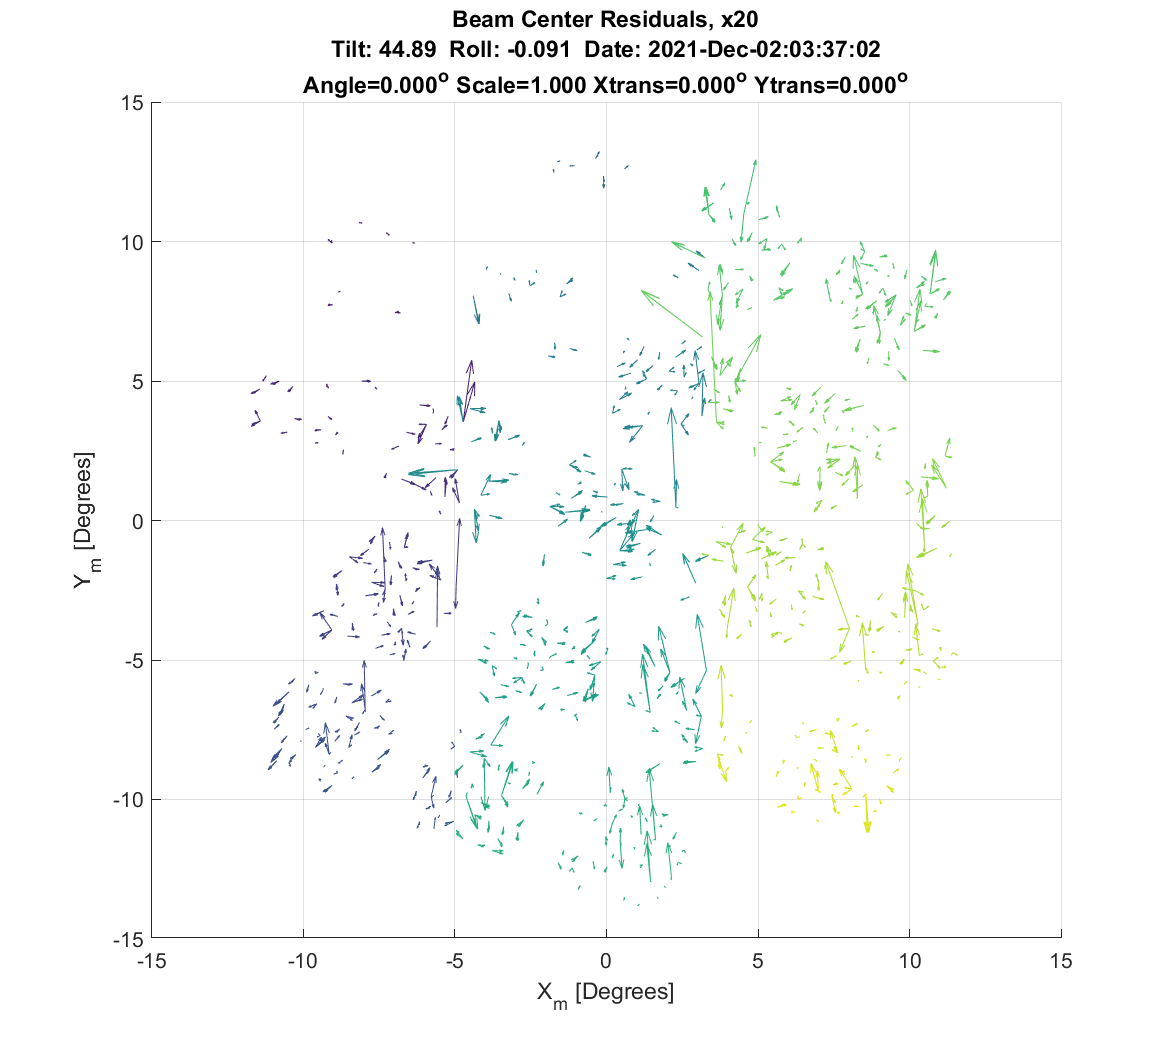 Beam Center Residuals, x20
Tilt: 44.89 Roll: -0.091 Date: 2021-Dec-02:03:37:02
Angle=0.000° Scale=1.000 Xtrans=0.000° Ytrans=0.000°
15
10
5
0
-5
-10
-15
Y_m [Degrees]
-15 -10 -5 0 5 10 15
X_m [Degrees]